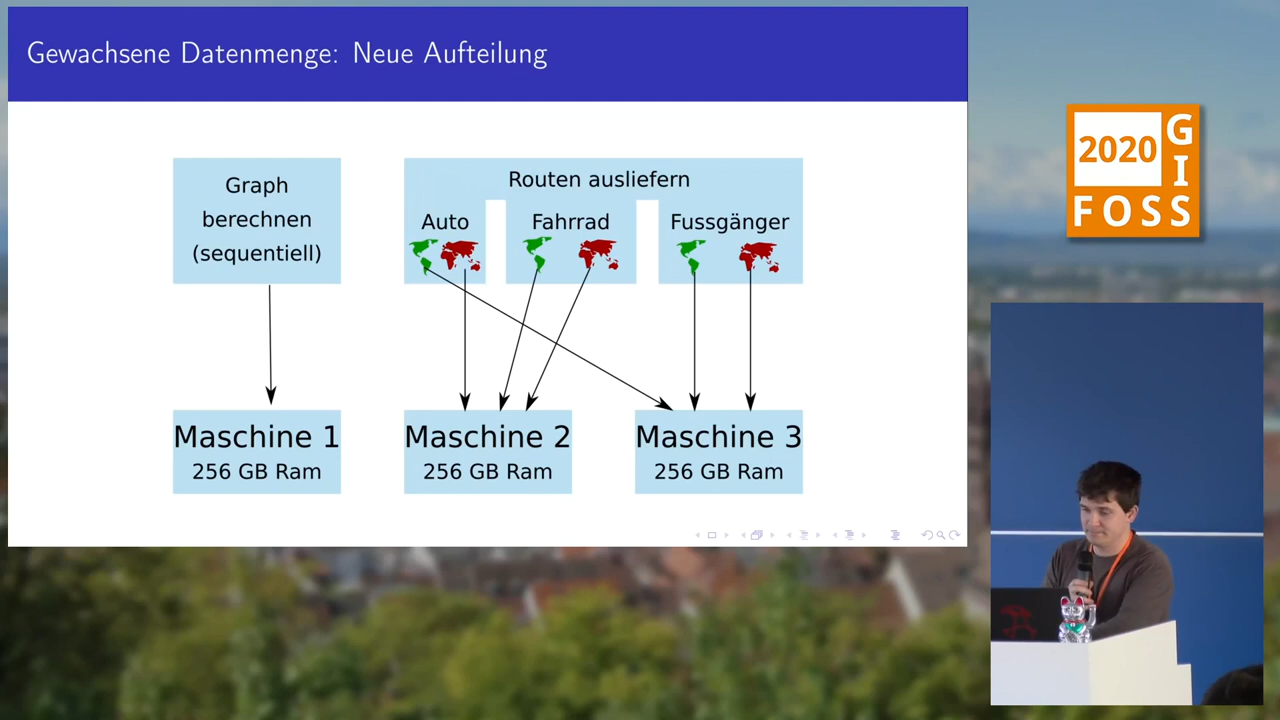 Gewachsene Datenmenge: Neue Aufteilung
Graph
berechnen
(sequentiell)
Routen ausliefern
Auto
Fahrrad
Fussgänger
Maschine 1
256 GB Ram
Maschine 2
256 GB Ram
Maschine 3
256 GB Ram
2020
GIS
FOSS